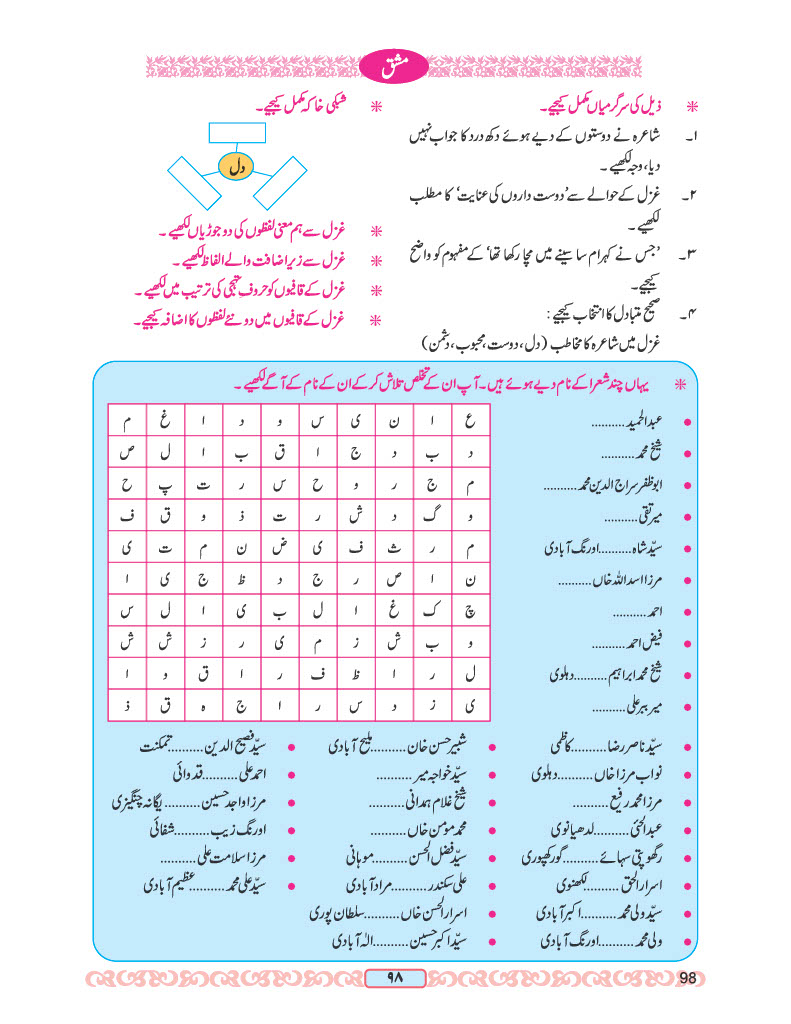 مشق
ذیل کی سرگرمیاں مکمل کیجیے۔
۱۔ شاعرہ نے دوستوں کے دیے ہوئے دکھ درد کا جواب نہیں
دیا، وجہ لکھیے۔
۲۔ غزل کے حوالے سے 'دوست داروں کی عنایت' کا مطلب
لکھیے۔
۳۔ 'جس نے کہرام سا سینے میں مچا رکھا تھا' کے مفہوم کو واضح
کیجیے۔
۴۔ صحیح متبادل کا انتخاب کیجیے :
غزل میں شاعرہ کا مخاطب (دل، دوست، محبوب، دشمن)
شبکی خاکہ مکمل کیجیے۔
دل
غزل سے ہم معنی لفظوں کی دو جوڑیاں لکھیے۔
غزل سے زیرِ اضافت والے الفاظ لکھیے۔
غزل کے قافیوں کو حروفِ تہجی کی ترتیب میں لکھیے۔
غزل کے قافیوں میں دو نئے لفظوں کا اضافہ کیجیے۔
یہاں چند شعرا کے نام دیے ہوئے ہیں۔ آپ ان کے تخلص تلاش کر کے ان کے نام کے آگے لکھیے۔
عبدالحمید ..........
شیخ محمد ..........
ابوظفر سراج الدین محمد ..........
میر تقی ..........
سیّد شاہ .......... اورنگ آبادی
مرزا اسد اللہ خاں ..........
احمد ..........
فیض احمد ..........
شیخ محمد ابراہیم .......... دہلوی
میر ببر علی ..........
ع ا ن ی س و د ا غ م
د ب د ج ا ق ب ا ل ص
م ج ر و ح س ر ت پ ح
و گ د ش ر ت ذ و ق ف
م ر ث ف ی ض ن م ت ی
ن ا ص ر ج د ظ ج ی ا
چ ک غ ا ل ب ی ا ل س
و ب ش ز م ی ر ز ش ش
ل ر ا ظ ف ر ا ق و ا
ی ز د س ر ا ج ہ ق ذ
سیّد ناصر رضا .......... کاظمی
شبیر حسن خان .......... ملیح آبادی
سیّد فصیح الدین .......... تمکنت
نواب مرزا خاں .......... دہلوی
سیّد خواجہ میر ..........
احمد علی .......... قدوائی
مرزا محمد رفیع ..........
شیخ غلام ہمدانی ..........
مرزا واجد حسین .......... یگانہ چنگیزی
عبدالحئی .......... لدھیانوی
محمد مومن خاں ..........
اورنگ زیب .......... شفائی
رگھوپتی سہائے .......... گورکھپوری
سیّد فضل الحسن .......... موہانی
مرزا سلامت علی ..........
اسرار الحق .......... لکھنوی
علی سکندر .......... مرادآبادی
سیّد علی محمد .......... عظیم آبادی
سیّد ولی محمد .......... اکبر آبادی
اسرار الحسن خاں .......... سلطان پوری
ولی محمد .......... اورنگ آبادی
سیّد اکبر حسین .......... الٰہ آبادی
۹۸
98